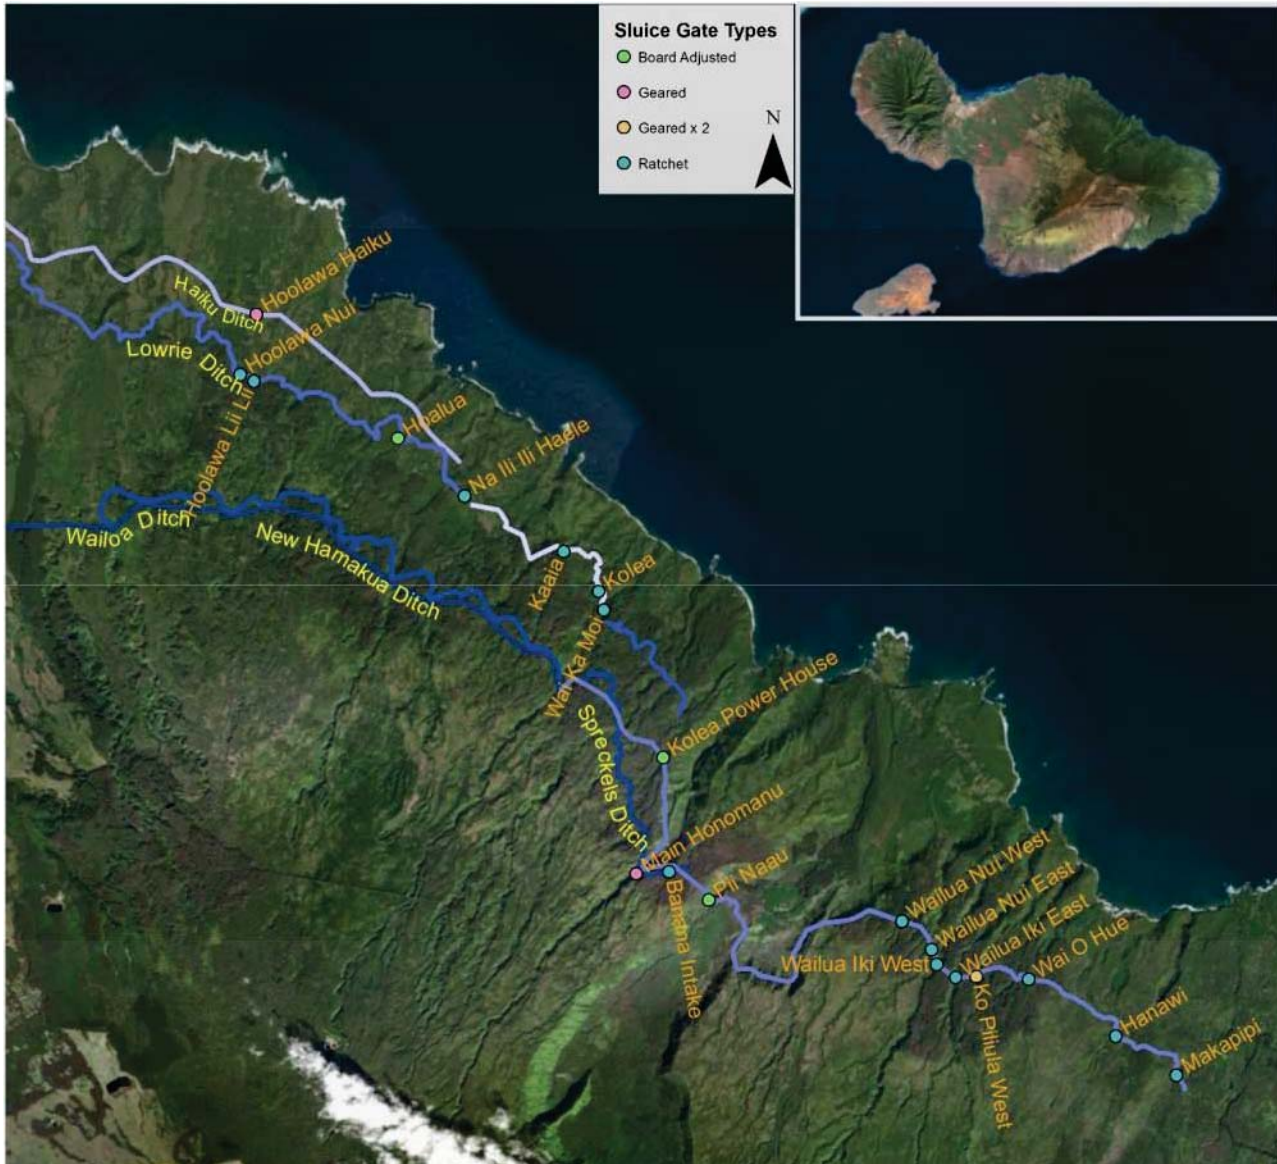 Sluice Gate Types
Board Adjusted
Geared
Geared x 2
Ratchet
N
Hoolawa Haiku
Haiku Ditch
Hoolawa Nui
Lowrie Ditch
Hoolawa Lii Lii
Hoalua
Na Ili Ili Haele
Wailoa Ditch
New Hamakua Ditch
Kaaia
Kolea
Wai Ka Moi
Kolea Power House
Spreckels Ditch
Main Honomanu
Banana Intake
Pii Naau
Wailua Nui West
Wailua Nui East
Wailua Iki West
Wailua Iki East
Ko Piliula West
Wai O Hue
Hanawi
Makapipi